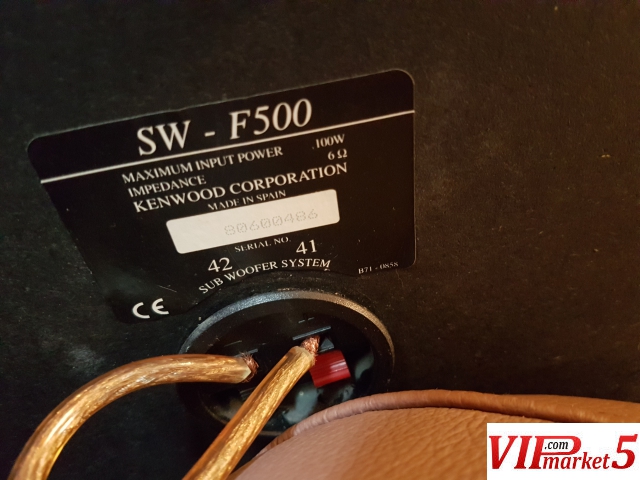 SW - F500
MAXIMUM INPUT POWER 100W
IMPEDANCE 6 Ω
KENWOOD CORPORATION
MADE IN SPAIN
80600486
SERIAL NO.
42 41
SUB WOOFER SYSTEM
B71 - 0858
CE
VIP.com
market 5